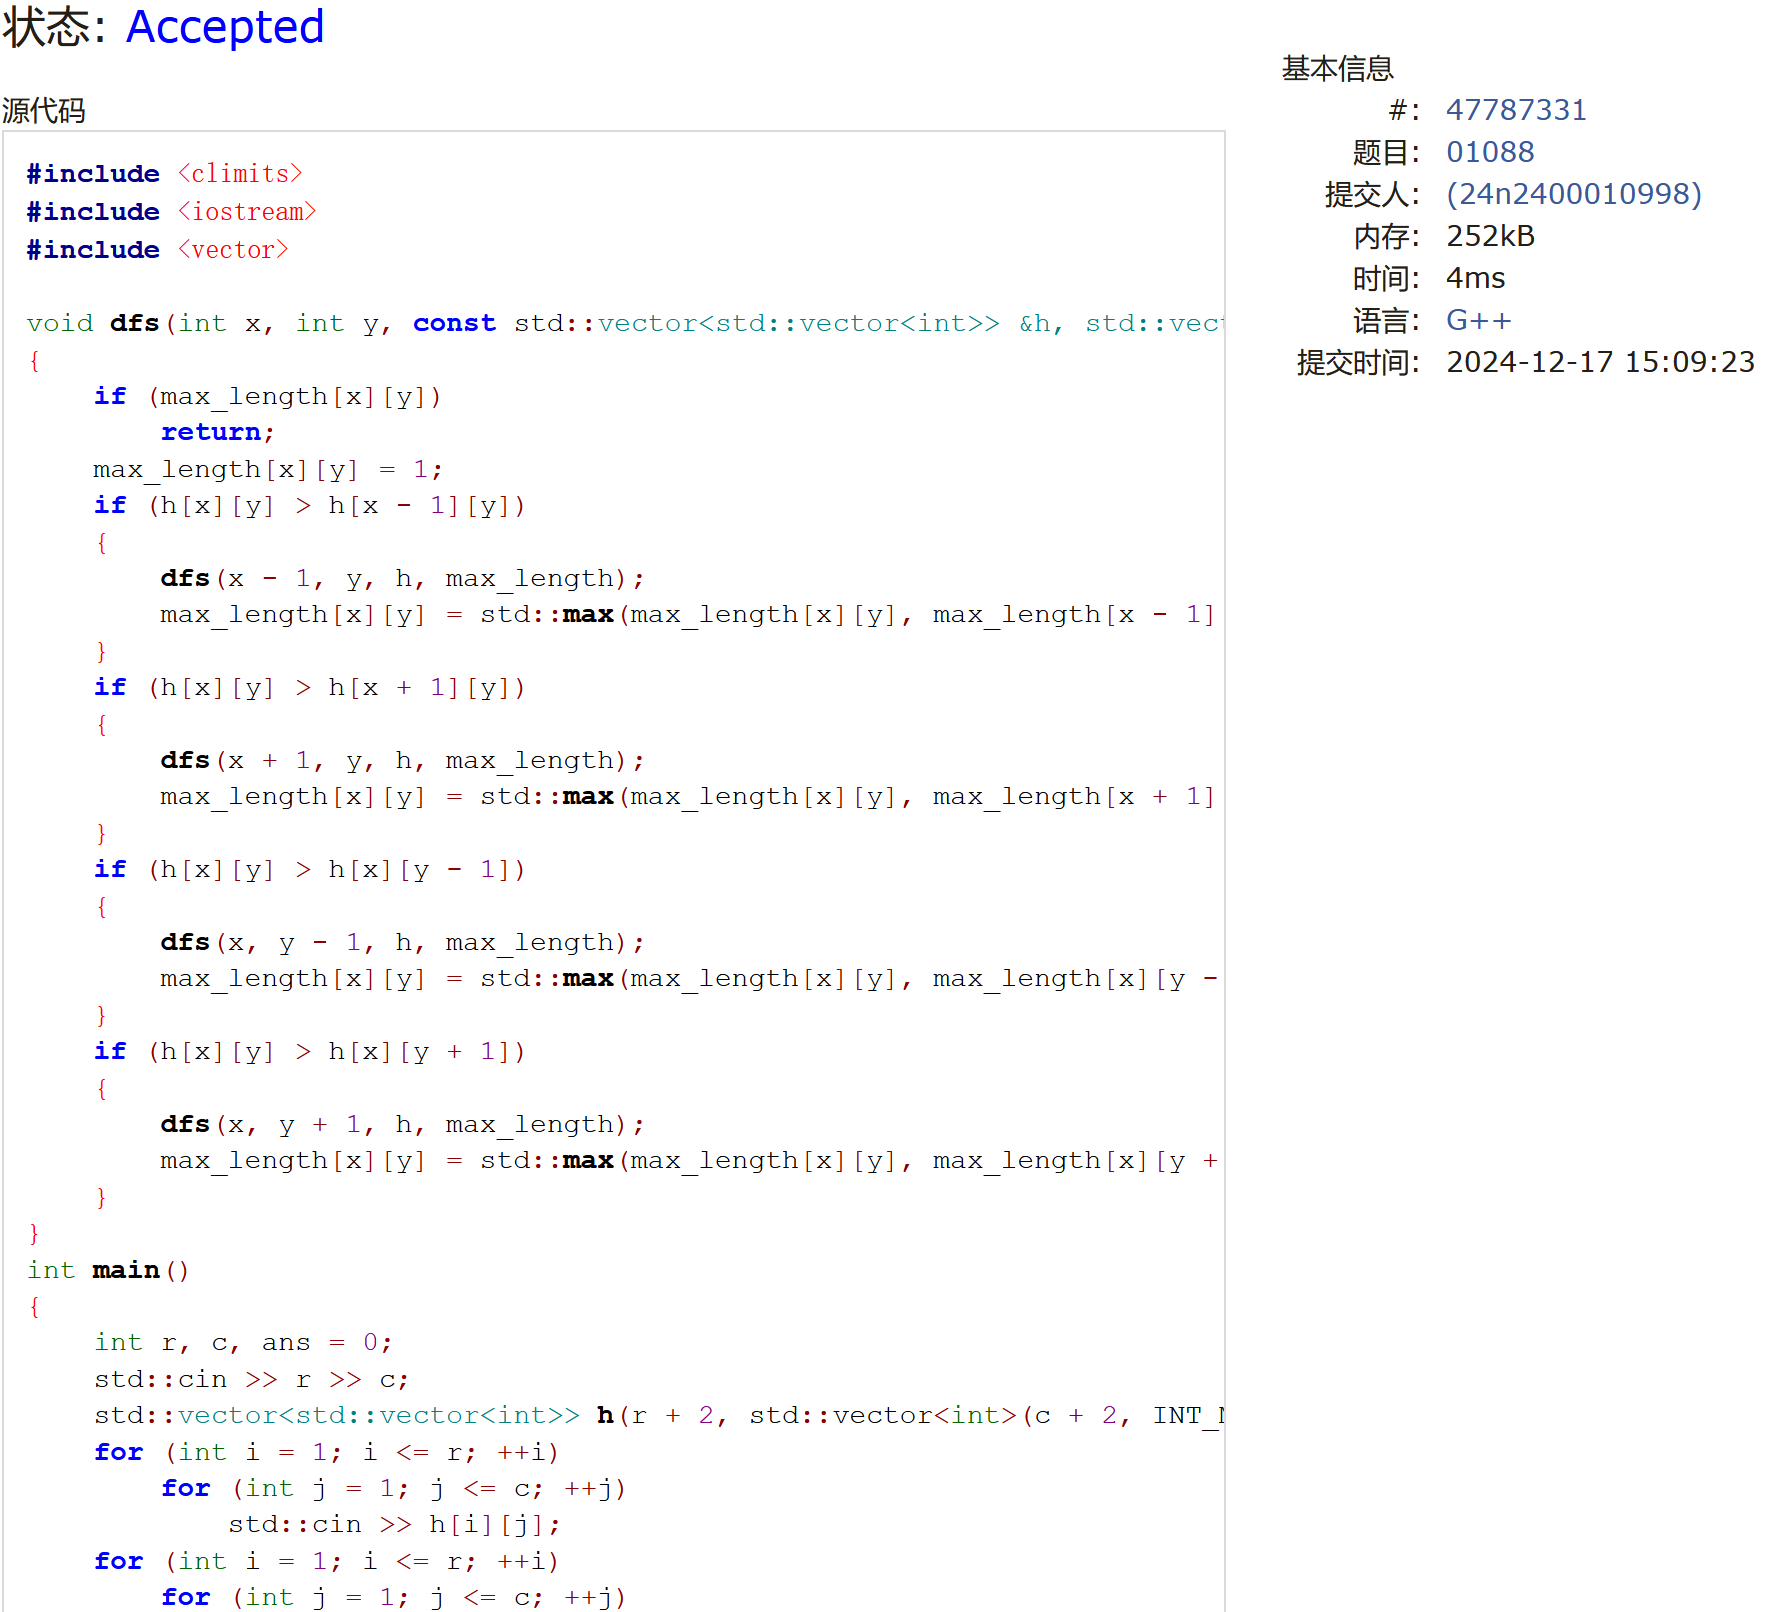 状态: Accepted
源代码
#include <climits>
#include <iostream>
#include <vector>
void dfs(int x, int y, const std::vector<std::vector<int>> &h, std::vect
{
    if (max_length[x][y])
        return;
    max_length[x][y] = 1;
    if (h[x][y] > h[x - 1][y])
    {
        dfs(x - 1, y, h, max_length);
        max_length[x][y] = std::max(max_length[x][y], max_length[x - 1]
    }
    if (h[x][y] > h[x + 1][y])
    {
        dfs(x + 1, y, h, max_length);
        max_length[x][y] = std::max(max_length[x][y], max_length[x + 1]
    }
    if (h[x][y] > h[x][y - 1])
    {
        dfs(x, y - 1, h, max_length);
        max_length[x][y] = std::max(max_length[x][y], max_length[x][y -
    }
    if (h[x][y] > h[x][y + 1])
    {
        dfs(x, y + 1, h, max_length);
        max_length[x][y] = std::max(max_length[x][y], max_length[x][y +
    }
}
int main()
{
    int r, c, ans = 0;
    std::cin >> r >> c;
    std::vector<std::vector<int>> h(r + 2, std::vector<int>(c + 2, INT_
    for (int i = 1; i <= r; ++i)
        for (int j = 1; j <= c; ++j)
            std::cin >> h[i][j];
    for (int i = 1; i <= r; ++i)
        for (int j = 1; j <= c; ++j)
基本信息
#: 47787331
题目: 01088
提交人: (24n2400010998)
内存: 252kB
时间: 4ms
语言: G++
提交时间: 2024-12-17 15:09:23